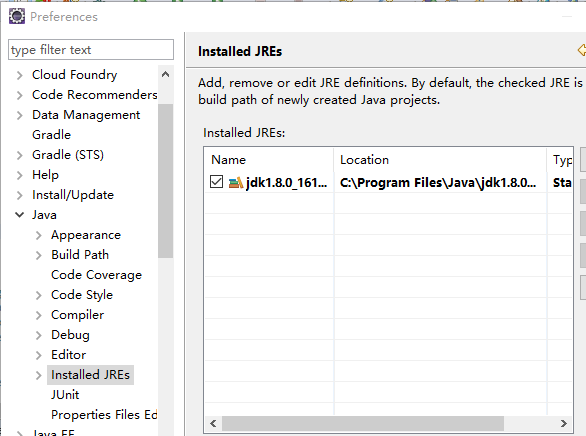 Preferences
type filter text
Cloud Foundry
Code Recommenders
Data Management
Gradle
Gradle (STS)
Help
Install/Update
Java
Appearance
Build Path
Code Coverage
Code Style
Compiler
Debug
Editor
Installed JREs
JUnit
Properties Files Ed
Java EE
Installed JREs
Add, remove or edit JRE definitions. By default, the checked JRE is
build path of newly created Java projects.
Installed JREs:
Name Location Typ
jdk1.8.0_161... C:\Program Files\Java\jdk1.8.0... Sta